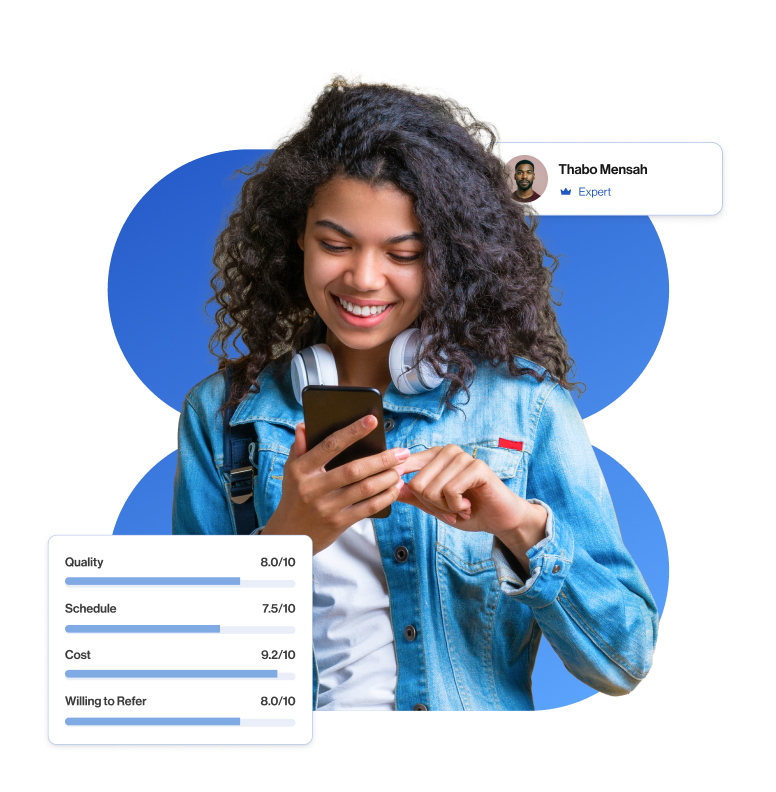 Thabo Mensah
Expert
Quality 8.0/10
Schedule 7.5/10
Cost 9.2/10
Willing to Refer 8.0/10